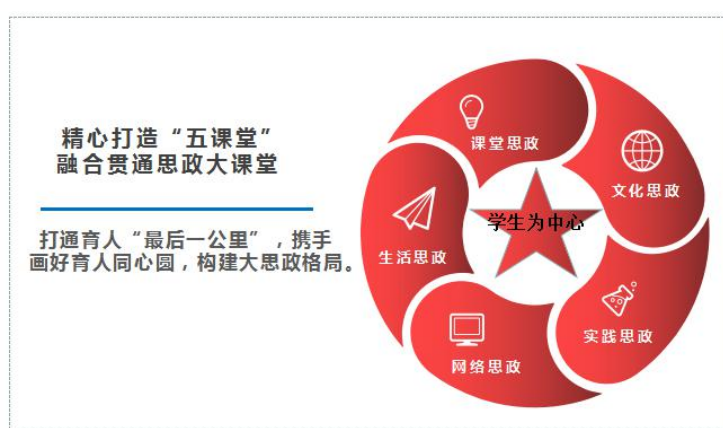 精心打造“五课堂”
融合贯通思政大课堂
打通育人“最后一公里”，携手
画好育人同心圆，构建大思政格局。
课堂思政
文化思政
学生为中心
生活思政
实践思政
网络思政